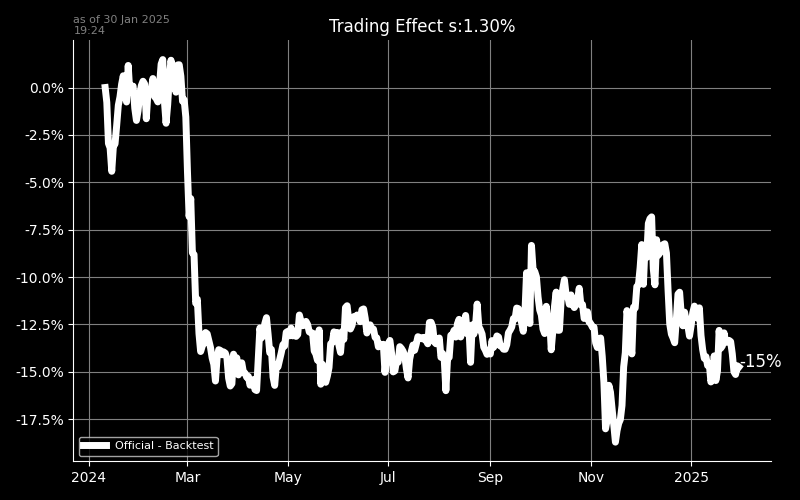 as of 30 Jan 2025
19:24
Trading Effect s:1.30%
0.0%
-2.5%
-5.0%
-7.5%
-10.0%
-12.5%
-15.0%
-17.5%
-15%
Official - Backtest
2024 Mar May Jul Sep Nov 2025